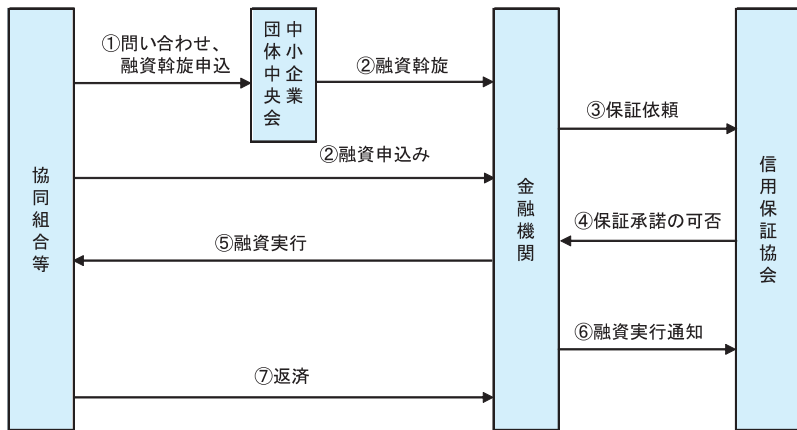 ①問い合わせ、
融資斡旋申込
中小企業
団体中央会
②融資斡旋
③保証依頼
②融資申込み
協同組合等
金融機関
信用保証協会
④保証承諾の可否
⑤融資実行
⑥融資実行通知
⑦返済